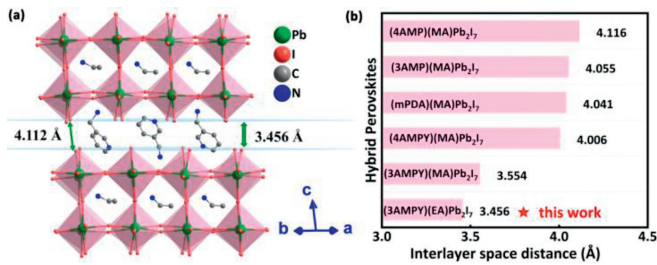 (a)
Pb
I
C
N
4.112 Å
3.456 Å
c
b
a
(b)
Hybrid Perovskites
(4AMP)(MA)Pb₂I₇ 4.116
(3AMP)(MA)Pb₂I₇ 4.055
(mPDA)(MA)Pb₂I₇ 4.041
(4AMPY)(MA)Pb₂I₇ 4.006
(3AMPY)(MA)Pb₂I₇ 3.554
(3AMPY)(EA)Pb₂I₇ 3.456 ★ this work
3.0 3.5 4.0 4.5
Interlayer space distance (Å)